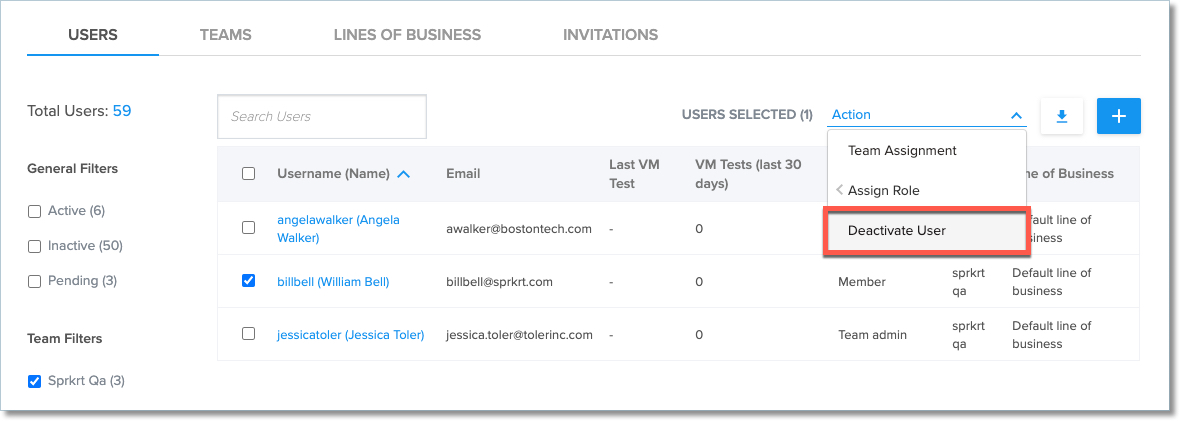 USERS TEAMS LINES OF BUSINESS INVITATIONS
Total Users: 59
Search Users
USERS SELECTED (1)
Action
Team Assignment
Assign Role
Deactivate User
General Filters
Active (6)
Inactive (50)
Pending (3)
Team Filters
Sprkrt Qa (3)
Username (Name) Email Last VM Test VM Tests (last 30 days) ne of Business
angelawalker (Angela Walker) awalker@bostontech.com - 0 fault line of business
billbell (William Bell) billbell@sprkrt.com - 0 Member sprkrt qa Default line of business
jessicatoler (Jessica Toler) jessica.toler@tolerinc.com - 0 Team admin sprkrt qa Default line of business